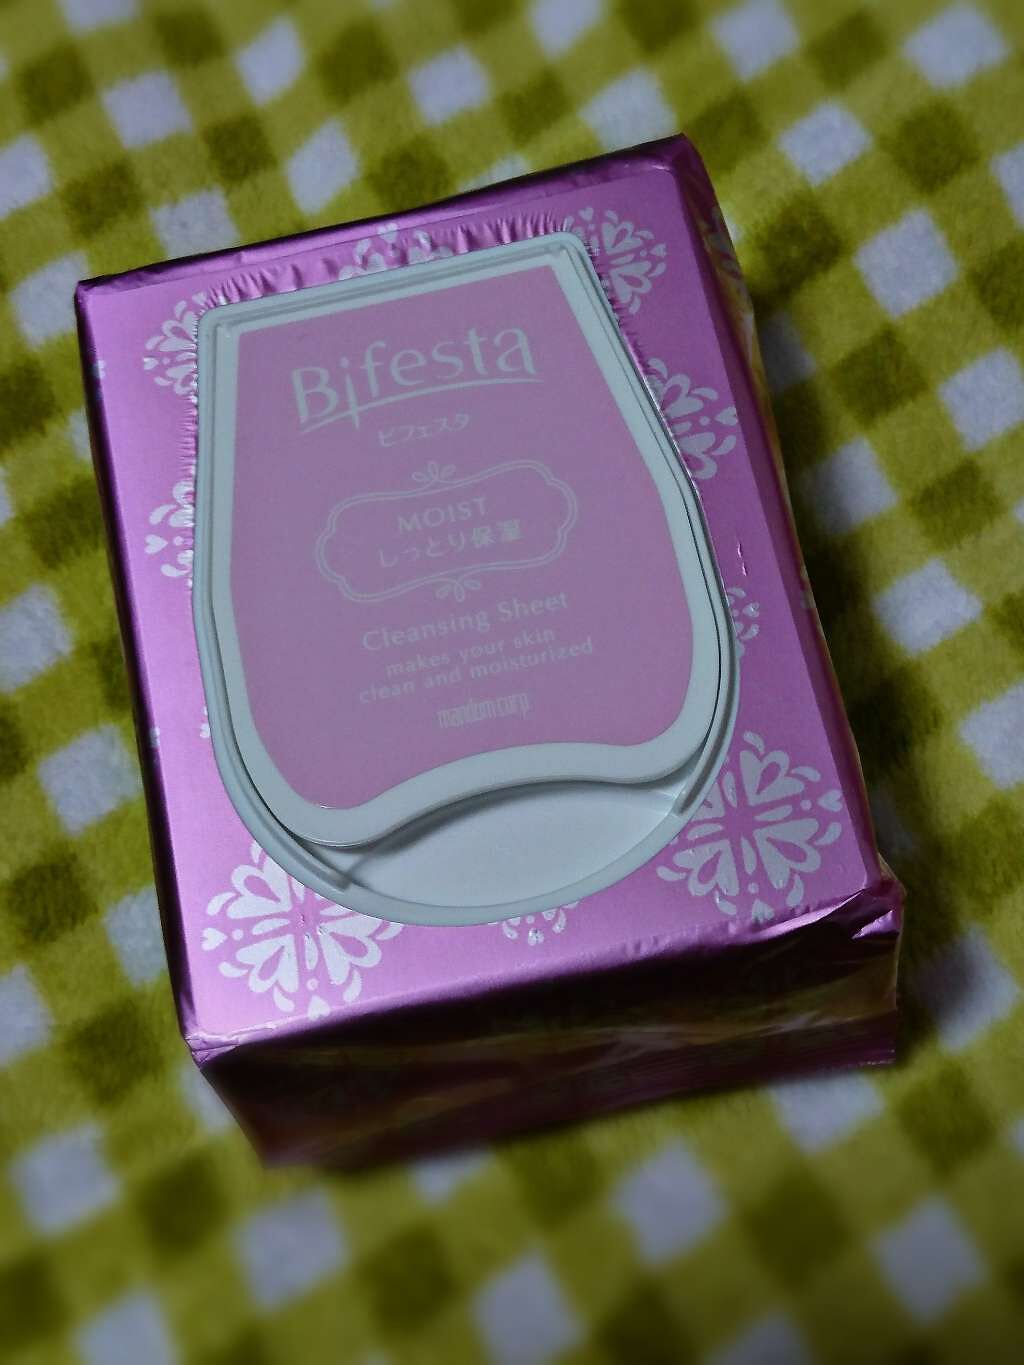 Bifesta
ビフェスタ
MOIST
しっとり保湿
Cleansing Sheet
makes your skin
clean and moisturized
mandom corp.